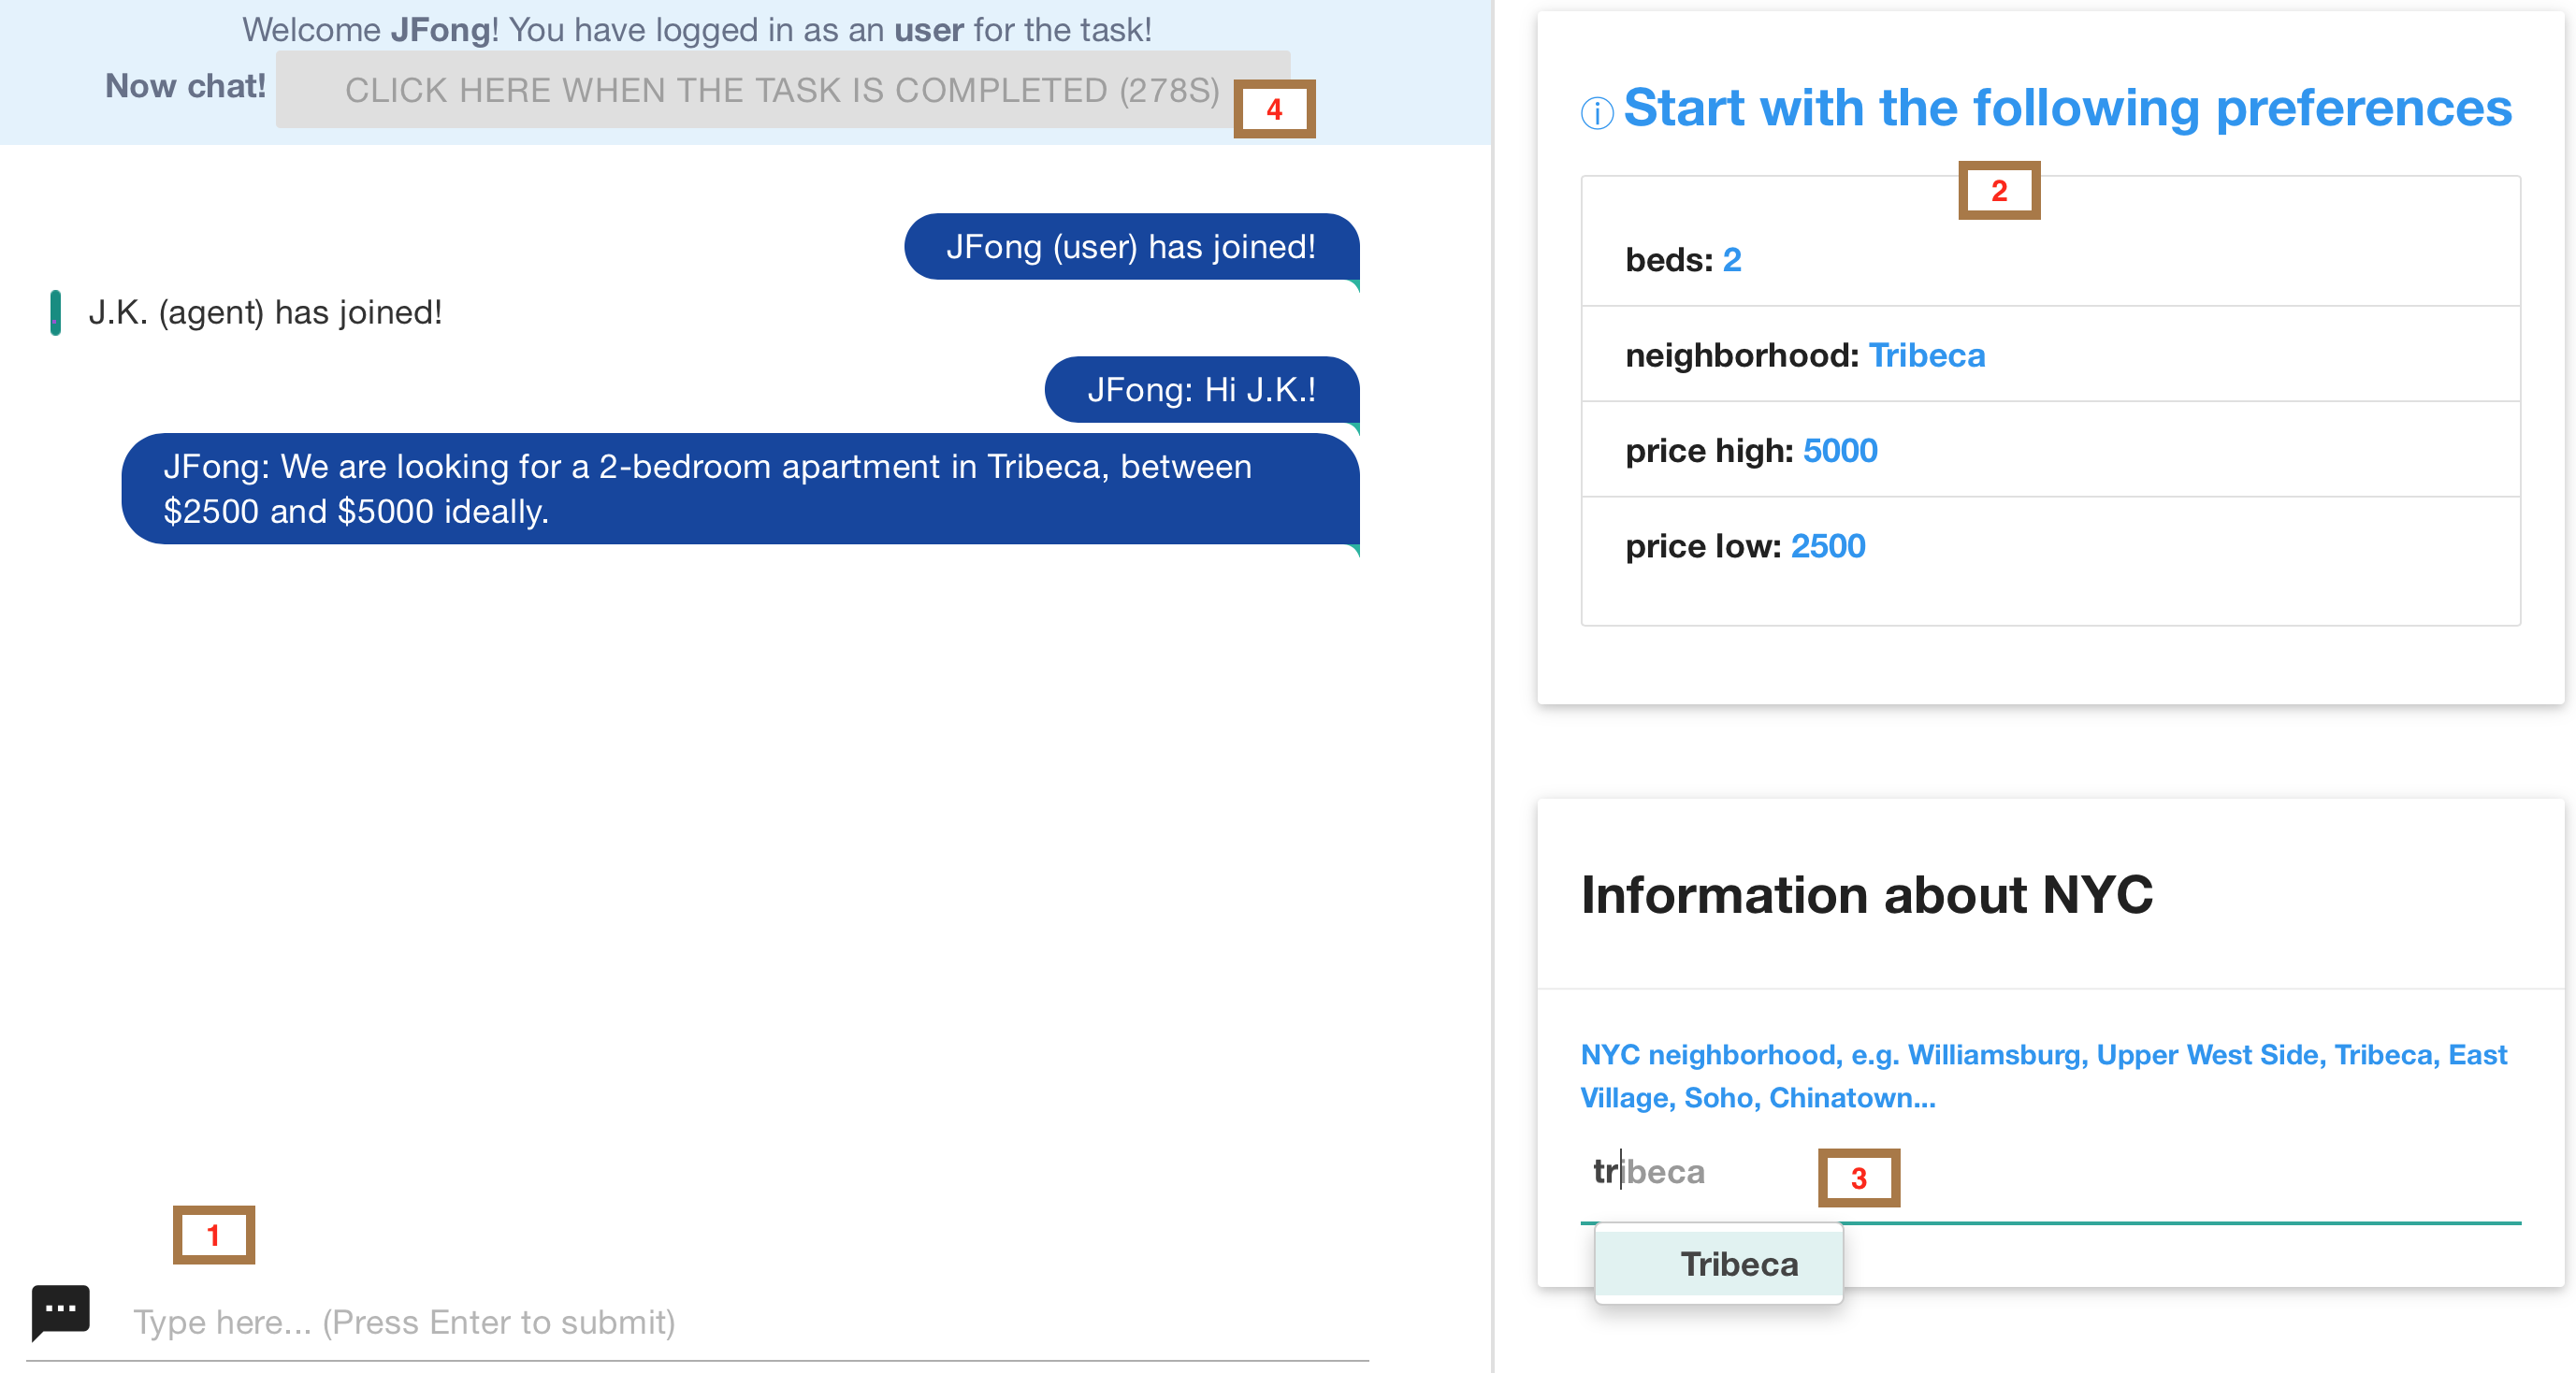 Welcome JFong! You have logged in as an user for the task!
Now chat! CLICK HERE WHEN THE TASK IS COMPLETED (278S)
4
JFong (user) has joined!
J.K. (agent) has joined!
JFong: Hi J.K.!
JFong: We are looking for a 2-bedroom apartment in Tribeca, between
$2500 and $5000 ideally.
1
Type here... (Press Enter to submit)
Start with the following preferences
2
beds: 2
neighborhood: Tribeca
price high: 5000
price low: 2500
Information about NYC
NYC neighborhood, e.g. Williamsburg, Upper West Side, Tribeca, East
Village, Soho, Chinatown...
tribeca
3
Tribeca